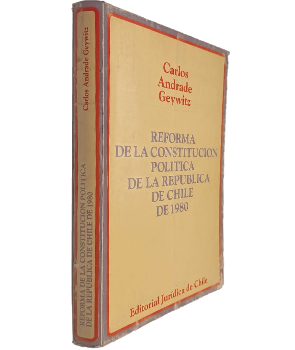 Carlos
Andrade
Geywitz
REFORMA
DE LA CONSTITUCION
POLITICA
DE LA REPUBLICA
DE CHILE
DE 1980
Editorial Jurídica de Chile
Carlos Andrade Geywitz
REFORMA DE LA CONSTITUCION POLITICA
DE LA REPUBLICA DE CHILE DE 1980